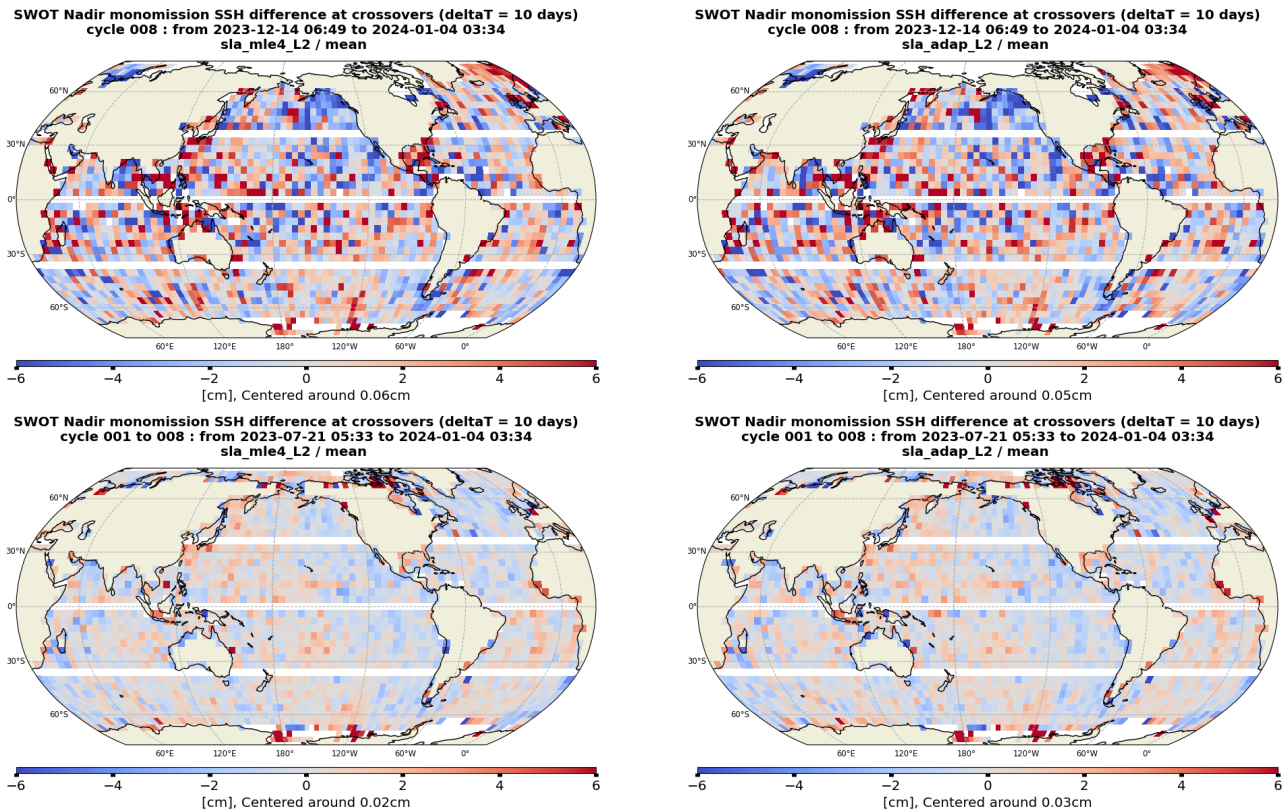 SWOT Nadir monomission SSH difference at crossovers (deltaT = 10 days)
cycle 008 : from 2023-12-14 06:49 to 2024-01-04 03:34
sla_mle4_L2 / mean
60°N
30°N
0°
30°S
60°S
60°E 120°E 180° 120°W 60°W 0°
−6 −4 −2 0 2 4 6
[cm], Centered around 0.06cm
SWOT Nadir monomission SSH difference at crossovers (deltaT = 10 days)
cycle 008 : from 2023-12-14 06:49 to 2024-01-04 03:34
sla_adap_L2 / mean
60°N
30°N
0°
30°S
60°S
60°E 120°E 180° 120°W 60°W 0°
−6 −4 −2 0 2 4 6
[cm], Centered around 0.05cm
SWOT Nadir monomission SSH difference at crossovers (deltaT = 10 days)
cycle 001 to 008 : from 2023-07-21 05:33 to 2024-01-04 03:34
sla_mle4_L2 / mean
60°N
30°N
0°
30°S
60°S
60°E 120°E 180° 120°W 60°W 0°
−6 −4 −2 0 2 4 6
[cm], Centered around 0.02cm
SWOT Nadir monomission SSH difference at crossovers (deltaT = 10 days)
cycle 001 to 008 : from 2023-07-21 05:33 to 2024-01-04 03:34
sla_adap_L2 / mean
60°N
30°N
0°
30°S
60°S
60°E 120°E 180° 120°W 60°W 0°
−6 −4 −2 0 2 4 6
[cm], Centered around 0.03cm